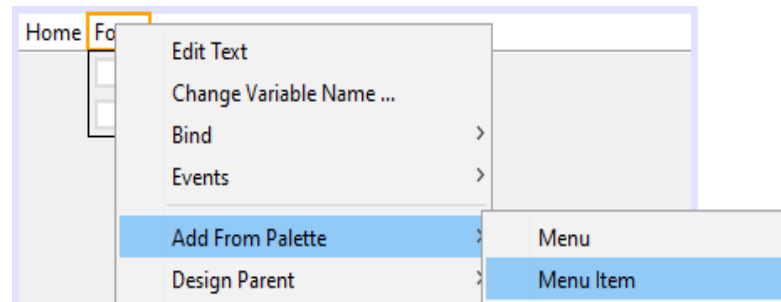 Home
Edit Text
Change Variable Name ...
Bind
Events
Add From Palette
Menu
Design Parent
Menu Item